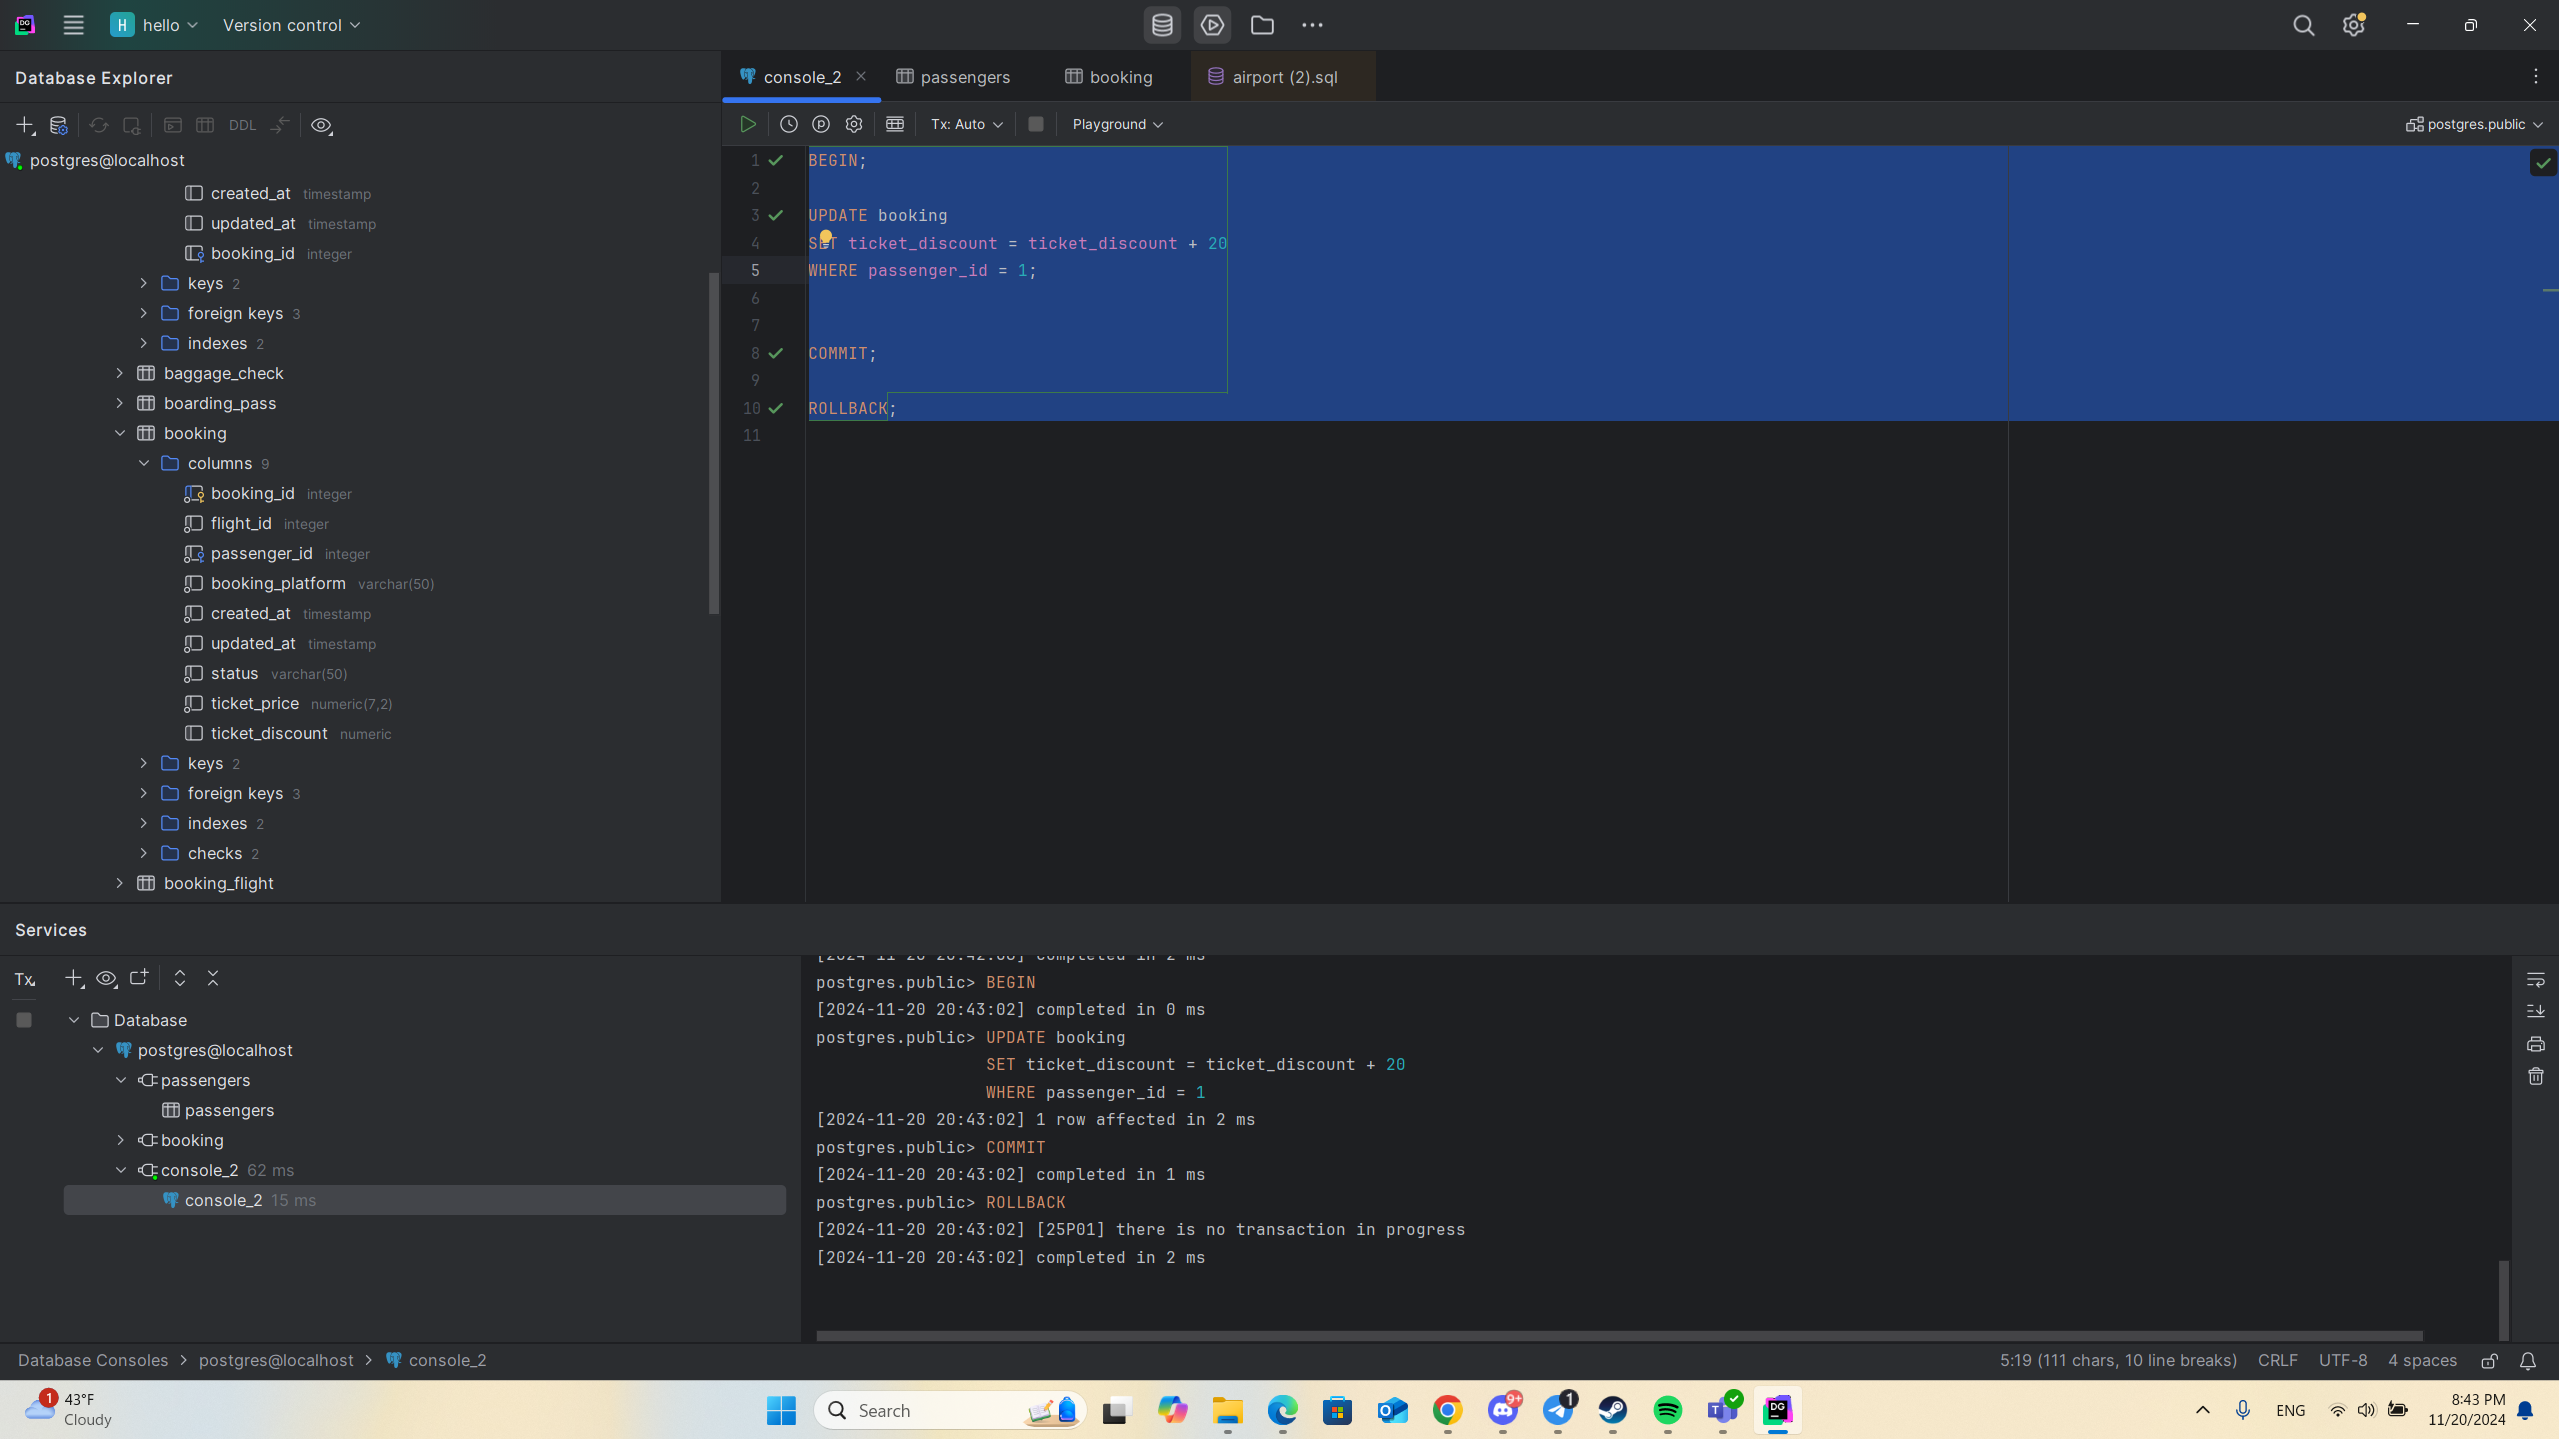 H hello Version control
Database Explorer
DDL
postgres@localhost
created_at timestamp
updated_at timestamp
booking_id integer
keys 2
foreign keys 3
indexes 2
baggage_check
boarding_pass
booking
columns 9
booking_id integer
flight_id integer
passenger_id integer
booking_platform varchar(50)
created_at timestamp
updated_at timestamp
status varchar(50)
ticket_price numeric(7,2)
ticket_discount numeric
keys 2
foreign keys 3
indexes 2
checks 2
booking_flight
console_2 passengers booking airport (2).sql
Tx: Auto Playground postgres.public
1 BEGIN;
2
3 UPDATE booking
4 SET ticket_discount = ticket_discount + 20
5 WHERE passenger_id = 1;
6
7
8 COMMIT;
9
10 ROLLBACK;
11
Services
Tx
Database
postgres@localhost
passengers
passengers
booking
console_2 62 ms
console_2 15 ms
[2024-11-20 20:42:08] completed in 2 ms
postgres.public> BEGIN
[2024-11-20 20:43:02] completed in 0 ms
postgres.public> UPDATE booking
SET ticket_discount = ticket_discount + 20
WHERE passenger_id = 1
[2024-11-20 20:43:02] 1 row affected in 2 ms
postgres.public> COMMIT
[2024-11-20 20:43:02] completed in 1 ms
postgres.public> ROLLBACK
[2024-11-20 20:43:02] [25P01] there is no transaction in progress
[2024-11-20 20:43:02] completed in 2 ms
Database Consoles > postgres@localhost > console_2
5:19 (111 chars, 10 line breaks) CRLF UTF-8 4 spaces
1 43°F
Cloudy
Search
9+
1
DG
ENG
8:43 PM
11/20/2024